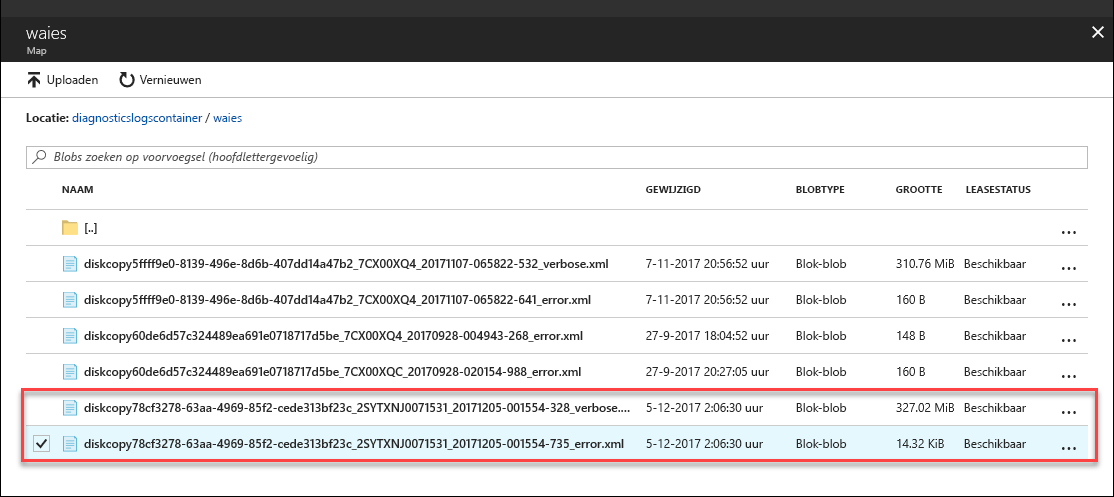 waies
Map
Uploaden Vernieuwen
Locatie: diagnosticslogscontainer / waies
Blobs zoeken op voorvoegsel (hoofdlettergevoelig)
NAAM GEWIJZIGD BLOBTYPE GROOTTE LEASESTATUS
[..] ...
diskcopy5ffff9e0-8139-496e-8d6b-407dd14a47b2_7CX00XQ4_20171107-065822-532_verbose.xml 7-11-2017 20:56:52 uur Blok-blob 310.76 MiB Beschikbaar ...
diskcopy5ffff9e0-8139-496e-8d6b-407dd14a47b2_7CX00XQ4_20171107-065822-641_error.xml 7-11-2017 20:56:52 uur Blok-blob 160 B Beschikbaar ...
diskcopy60de6d57c324489ea691e0718717d5be_7CX00XQ4_20170928-004943-268_error.xml 27-9-2017 18:04:52 uur Blok-blob 148 B Beschikbaar ...
diskcopy60de6d57c324489ea691e0718717d5be_7CX00XQC_20170928-020154-988_error.xml 27-9-2017 20:27:05 uur Blok-blob 160 B Beschikbaar ...
diskcopy78cf3278-63aa-4969-85f2-cede313bf23c_2SYTXNJ0071531_20171205-001554-328_verbose.... 5-12-2017 2:06:30 uur Blok-blob 327.02 MiB Beschikbaar ...
diskcopy78cf3278-63aa-4969-85f2-cede313bf23c_2SYTXNJ0071531_20171205-001554-735_error.xml 5-12-2017 2:06:30 uur Blok-blob 14.32 KiB Beschikbaar ...